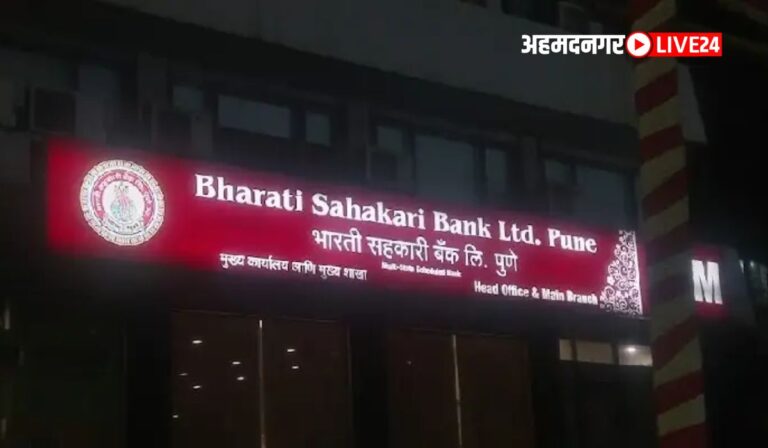 अहमदनगर LIVE24
Bharati Sahakari Bank Ltd. Pune
भारती सहकारी बँक लि. पुणे
Multi-State Scheduled Bank
मुख्य कार्यालय आणि मुख्य शाखा
Head Office & Main Branch
M